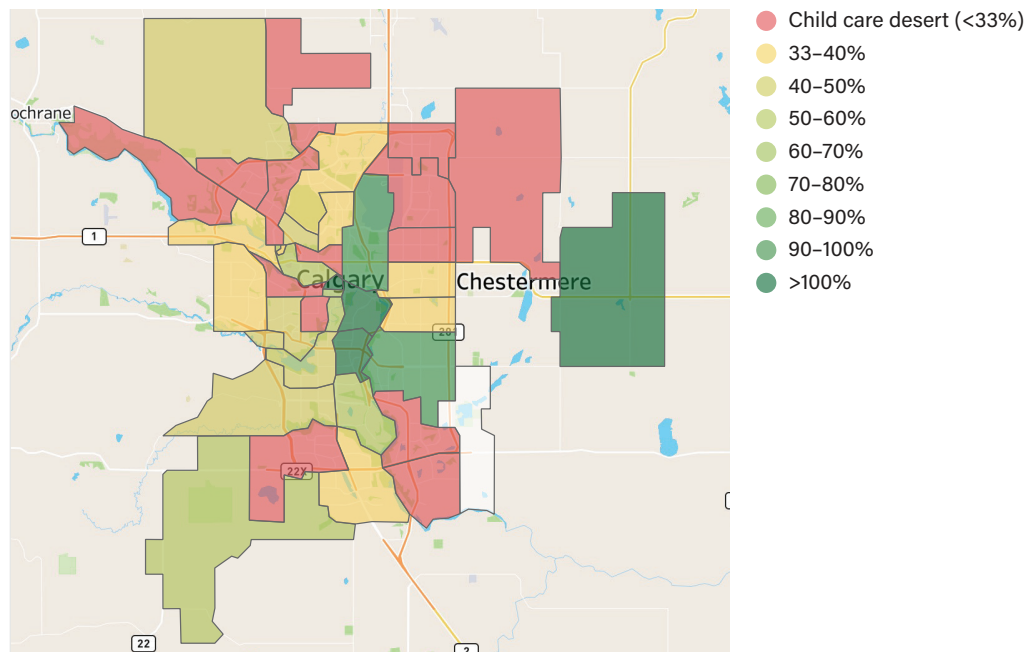 Child care desert (<33%)
33–40%
40–50%
50–60%
60–70%
70–80%
80–90%
90–100%
>100%
ochrane
1
Calgary
Chestermere
201
22X
22
2